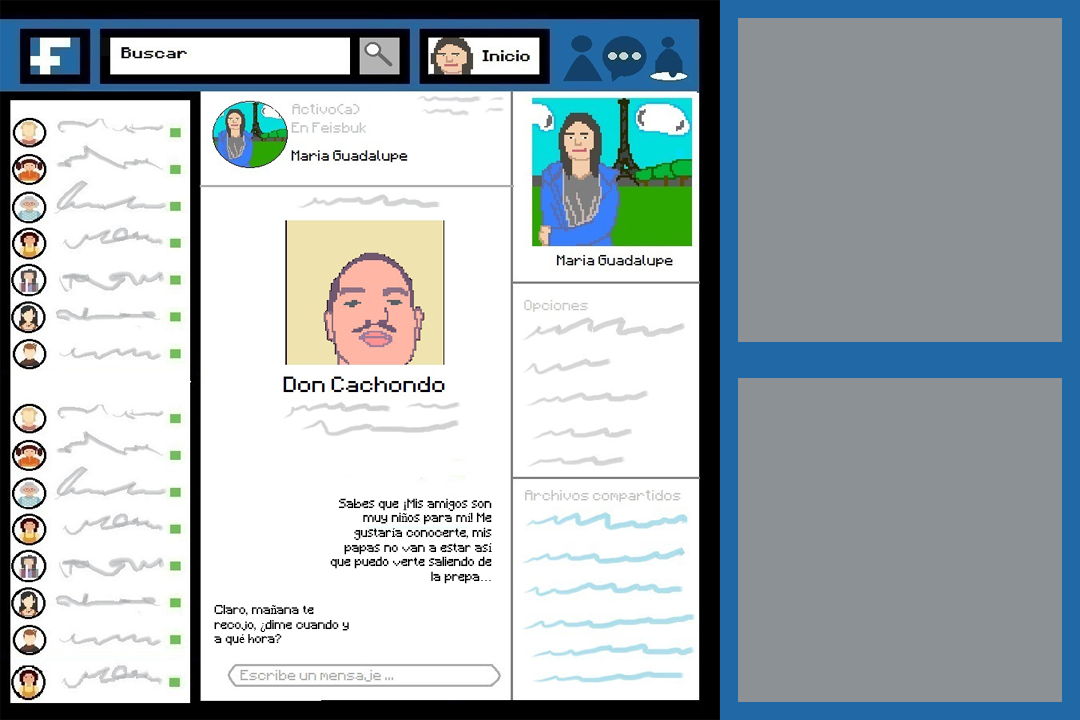 F
Buscar
Inicio
Activo(a)
En Feisbuk
Maria Guadalupe
Don Cachondo
Sabes que ¡Mis amigos son
muy niños para mi! Me
gustaría conocerte, mis
papas no van a estar asi
que puedo verte saliendo de
la prepa...
Claro, mañana te
recojo, ¿dime cuando y
a qué hora?
Escribe un mensaje ...
Maria Guadalupe
Opciones
Archivos compartidos